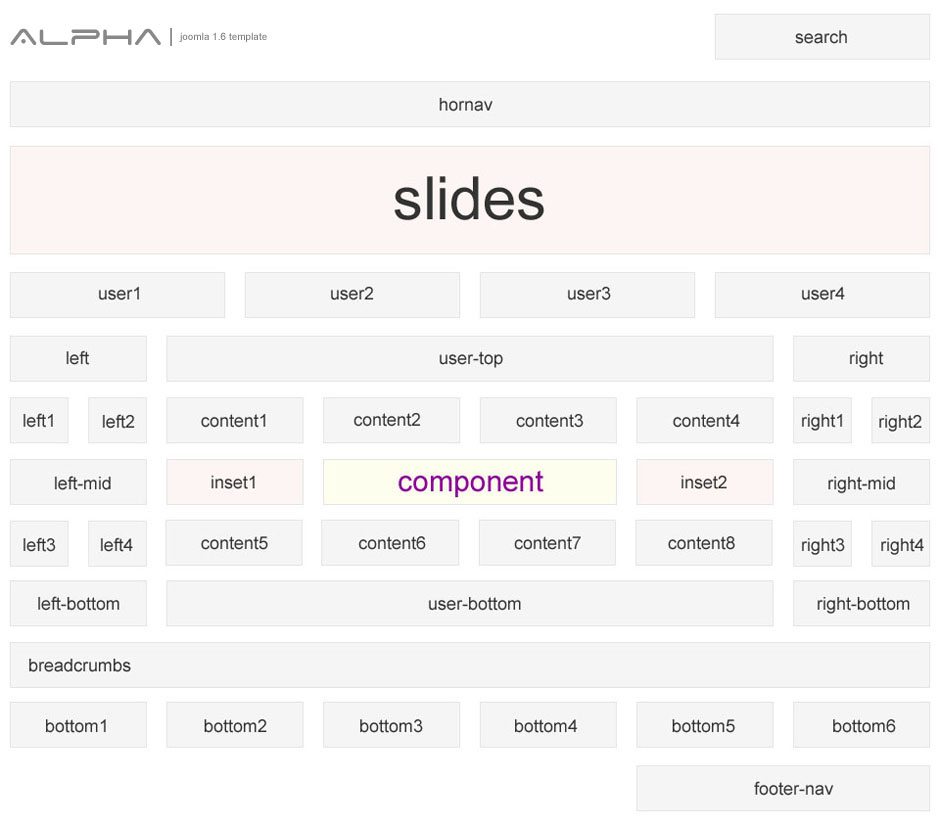 ALPHA | joomla 1.6 template
search
hornav
slides
user1 user2 user3 user4
left user-top right
left1 left2 content1 content2 content3 content4 right1 right2
left-mid inset1 component inset2 right-mid
left3 left4 content5 content6 content7 content8 right3 right4
left-bottom user-bottom right-bottom
breadcrumbs
bottom1 bottom2 bottom3 bottom4 bottom5 bottom6
footer-nav